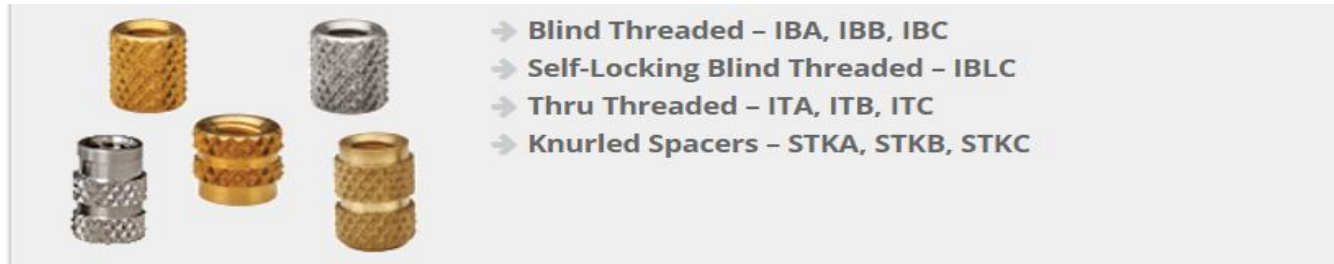 Blind Threaded – IBA, IBB, IBC
Self-Locking Blind Threaded – IBLC
Thru Threaded – ITA, ITB, ITC
Knurled Spacers – STKA, STKB, STKC